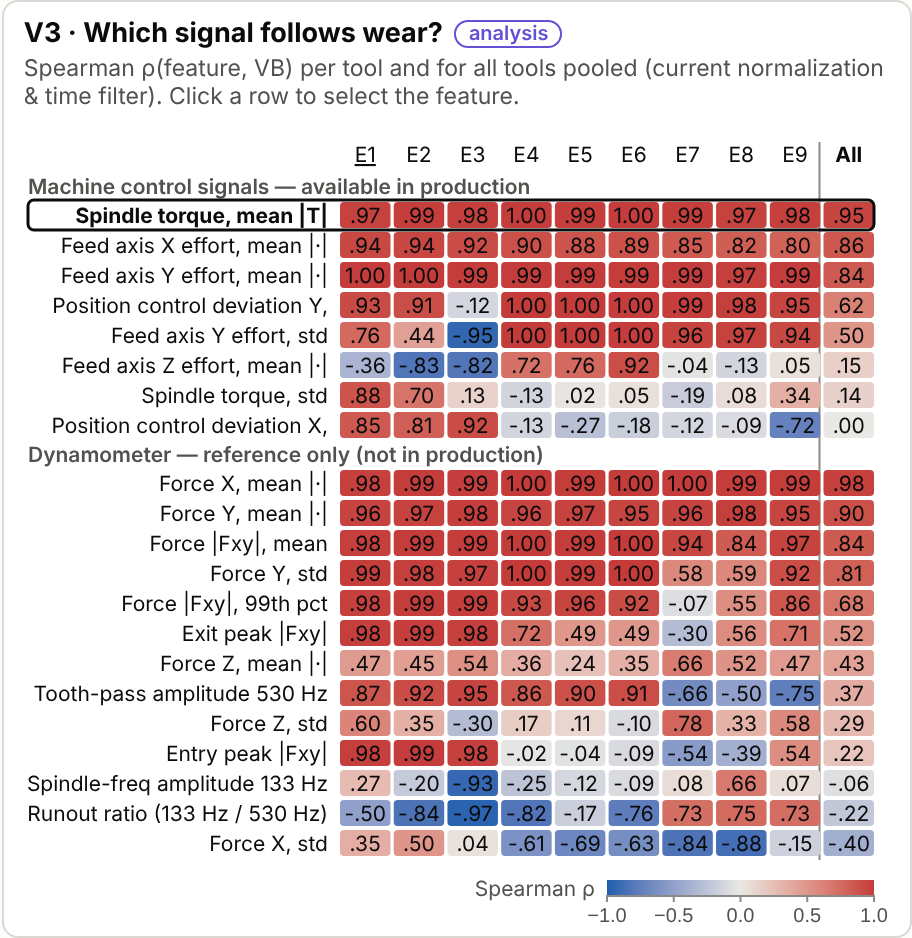 V3 · Which signal follows wear? analysis
Spearman ρ(feature, VB) per tool and for all tools pooled (current normalization
& time filter). Click a row to select the feature.
E1 E2 E3 E4 E5 E6 E7 E8 E9 All
Machine control signals — available in production
Spindle torque, mean |T| .97 .99 .98 1.00 .99 1.00 .99 .97 .98 .95
Feed axis X effort, mean |·| .94 .94 .92 .90 .88 .89 .85 .82 .80 .86
Feed axis Y effort, mean |·| 1.00 1.00 .99 .99 .99 .99 .99 .97 .99 .84
Position control deviation Y, .93 .91 -.12 1.00 1.00 1.00 .99 .98 .95 .62
Feed axis Y effort, std .76 .44 -.95 1.00 1.00 1.00 .96 .97 .94 .50
Feed axis Z effort, mean |·| -.36 -.83 -.82 .72 .76 .92 -.04 -.13 .05 .15
Spindle torque, std .88 .70 .13 -.13 .02 .05 -.19 .08 .34 .14
Position control deviation X, .85 .81 .92 -.13 -.27 -.18 -.12 -.09 -.72 .00
Dynamometer — reference only (not in production)
Force X, mean |·| .98 .99 .99 1.00 .99 1.00 1.00 .99 .99 .98
Force Y, mean |·| .96 .97 .98 .96 .97 .95 .96 .98 .95 .90
Force |Fxy|, mean .98 .99 .99 1.00 .99 1.00 .94 .84 .97 .84
Force Y, std .99 .98 .97 1.00 .99 1.00 .58 .59 .92 .81
Force |Fxy|, 99th pct .98 .99 .99 .93 .96 .92 -.07 .55 .86 .68
Exit peak |Fxy| .98 .99 .98 .72 .49 .49 -.30 .56 .71 .52
Force Z, mean |·| .47 .45 .54 .36 .24 .35 .66 .52 .47 .43
Tooth-pass amplitude 530 Hz .87 .92 .95 .86 .90 .91 -.66 -.50 -.75 .37
Force Z, std .60 .35 -.30 .17 .11 -.10 .78 .33 .58 .29
Entry peak |Fxy| .98 .99 .98 -.02 -.04 -.09 -.54 -.39 .54 .22
Spindle-freq amplitude 133 Hz .27 -.20 -.93 -.25 -.12 -.09 .08 .66 .07 -.06
Runout ratio (133 Hz / 530 Hz) -.50 -.84 -.97 -.82 -.17 -.76 .73 .75 .73 -.22
Force X, std .35 .50 .04 -.61 -.69 -.63 -.84 -.88 -.15 -.40
Spearman ρ
−1.0 −0.5 0.0 0.5 1.0